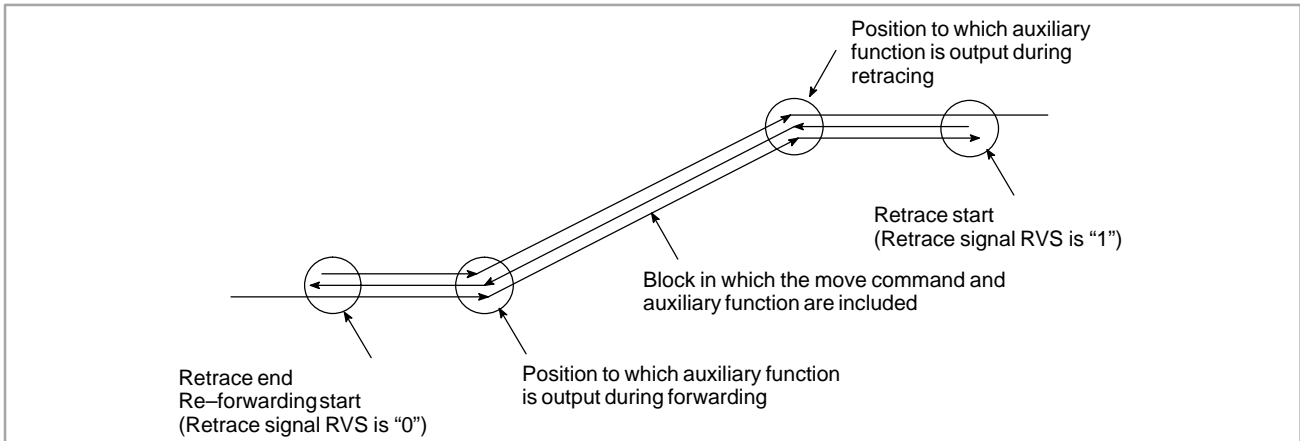 Position to which auxiliary
function is output during
retracing
Retrace start
(Retrace signal RVS is “1”)
Block in which the move command and
auxiliary function are included
Position to which auxiliary function
is output during forwarding
Retrace end
Re–forwarding start
(Retrace signal RVS is “0”)